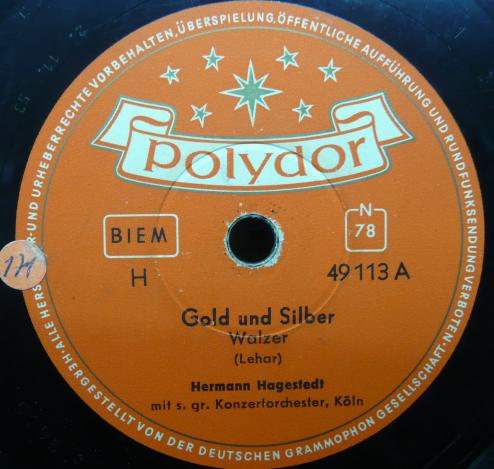 ALLE HERSTELLER- UND URHEBERRECHTE VORBEHALTEN, ÜBERSPIELUNG, ÖFFENTLICHE AUFFÜHRUNG UND RUNDFUNKSENDUNG VERBOTEN · HERGESTELLT VON DER DEUTSCHEN GRAMMOPHON GESELLSCHAFT ·
polydor
BIEM
N 78
H
49 113 A
171
Gold und Silber
Walzer
(Lehar)
Hermann Hagestedt
mit s. gr. Konzertorchester, Köln